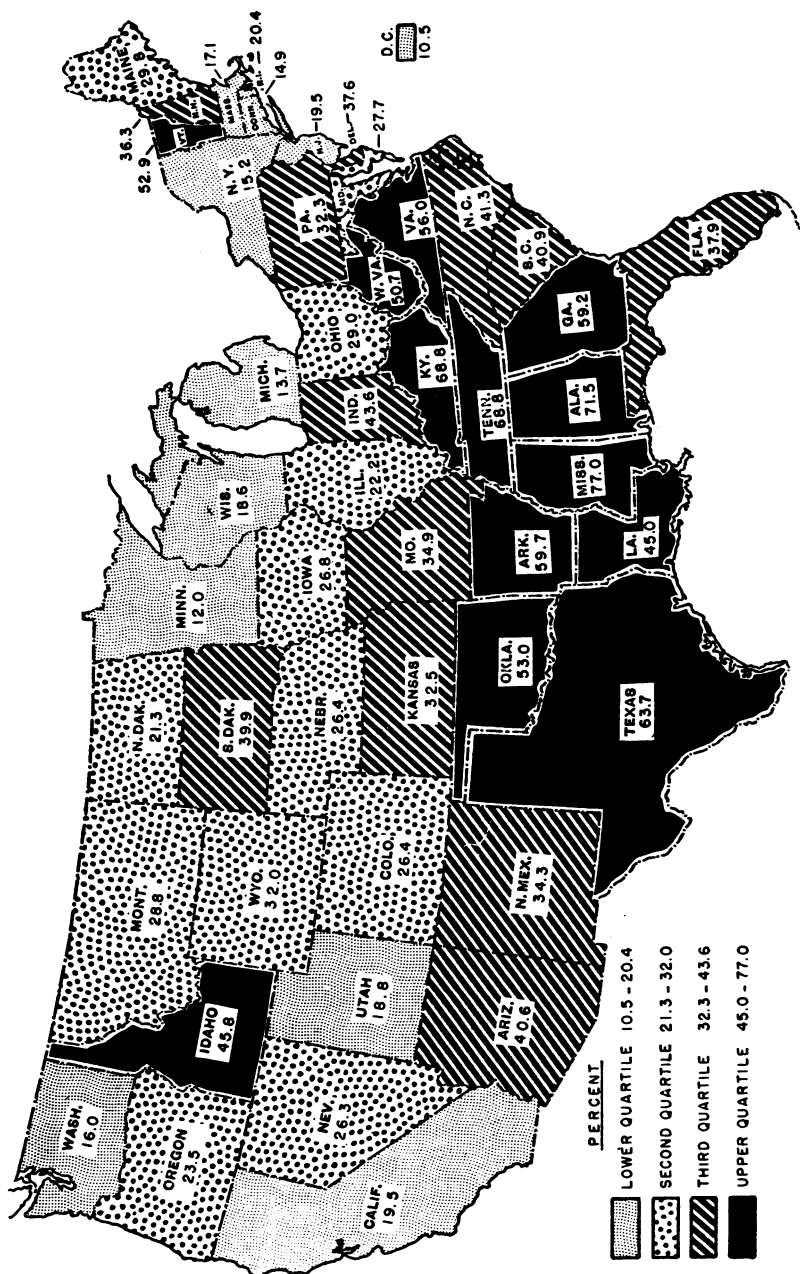 WASH.
16.0
OREGON
23.5
CALIF.
19.5
NEV.
26.3
IDAHO
45.8
MONT.
28.8
WYO.
32.0
UTAH
18.8
ARIZ.
40.6
COLO.
26.4
N. MEX.
34.3
N. DAK.
21.3
S. DAK.
39.9
NEBR.
26.4
KANSAS
32.5
OKLA.
53.0
TEXAS
63.7
MINN.
12.0
IOWA
26.8
MO.
34.9
ARK.
59.7
LA.
45.0
WIS.
18.6
ILL.
22.2
MICH.
13.7
IND.
43.6
OHIO
29.0
KY.
68.8
TENN.
68.8
MISS.
77.0
ALA.
71.5
GA.
59.2
FLA.
37.9
S.C.
40.9
N.C.
41.3
VA.
56.0
W. VA.
50.7
PA.
32.3
N.Y.
15.2
MAINE
29.8
36.3
VT.
52.9
MASS.
17.1
CONN.
14.9
R.I.
20.4
N.J.
19.5
DEL.
37.6
MD.
27.7
D.C.
10.5
PERCENT
LOWER QUARTILE 10.5 - 20.4
SECOND QUARTILE 21.3 - 32.0
THIRD QUARTILE 32.3 - 43.6
UPPER QUARTILE 45.0 - 77.0